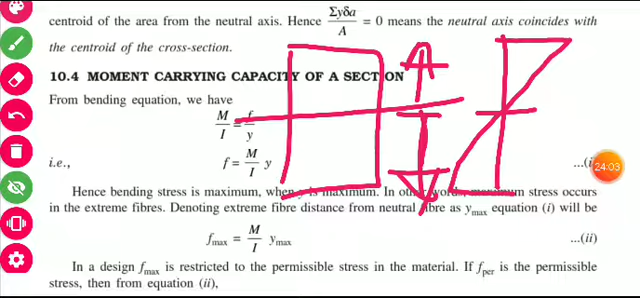 centroid of the area from the neutral axis. Hence Σyδa / A = 0 means the neutral axis coincides with
the centroid of the cross-section.
10.4 MOMENT CARRYING CAPACITY OF A SECTION
From bending equation, we have
M / I = f / y
i.e., f = M / I y ...(i
24:03
Hence bending stress is maximum, when y is maximum. In other words, maximum stress occurs
in the extreme fibres. Denoting extreme fibre distance from neutral fibre as ymax equation (i) will be
fmax = M / I ymax ...(ii)
In a design fmax is restricted to the permissible stress in the material. If fper is the permissible
stress, then from equation (ii),